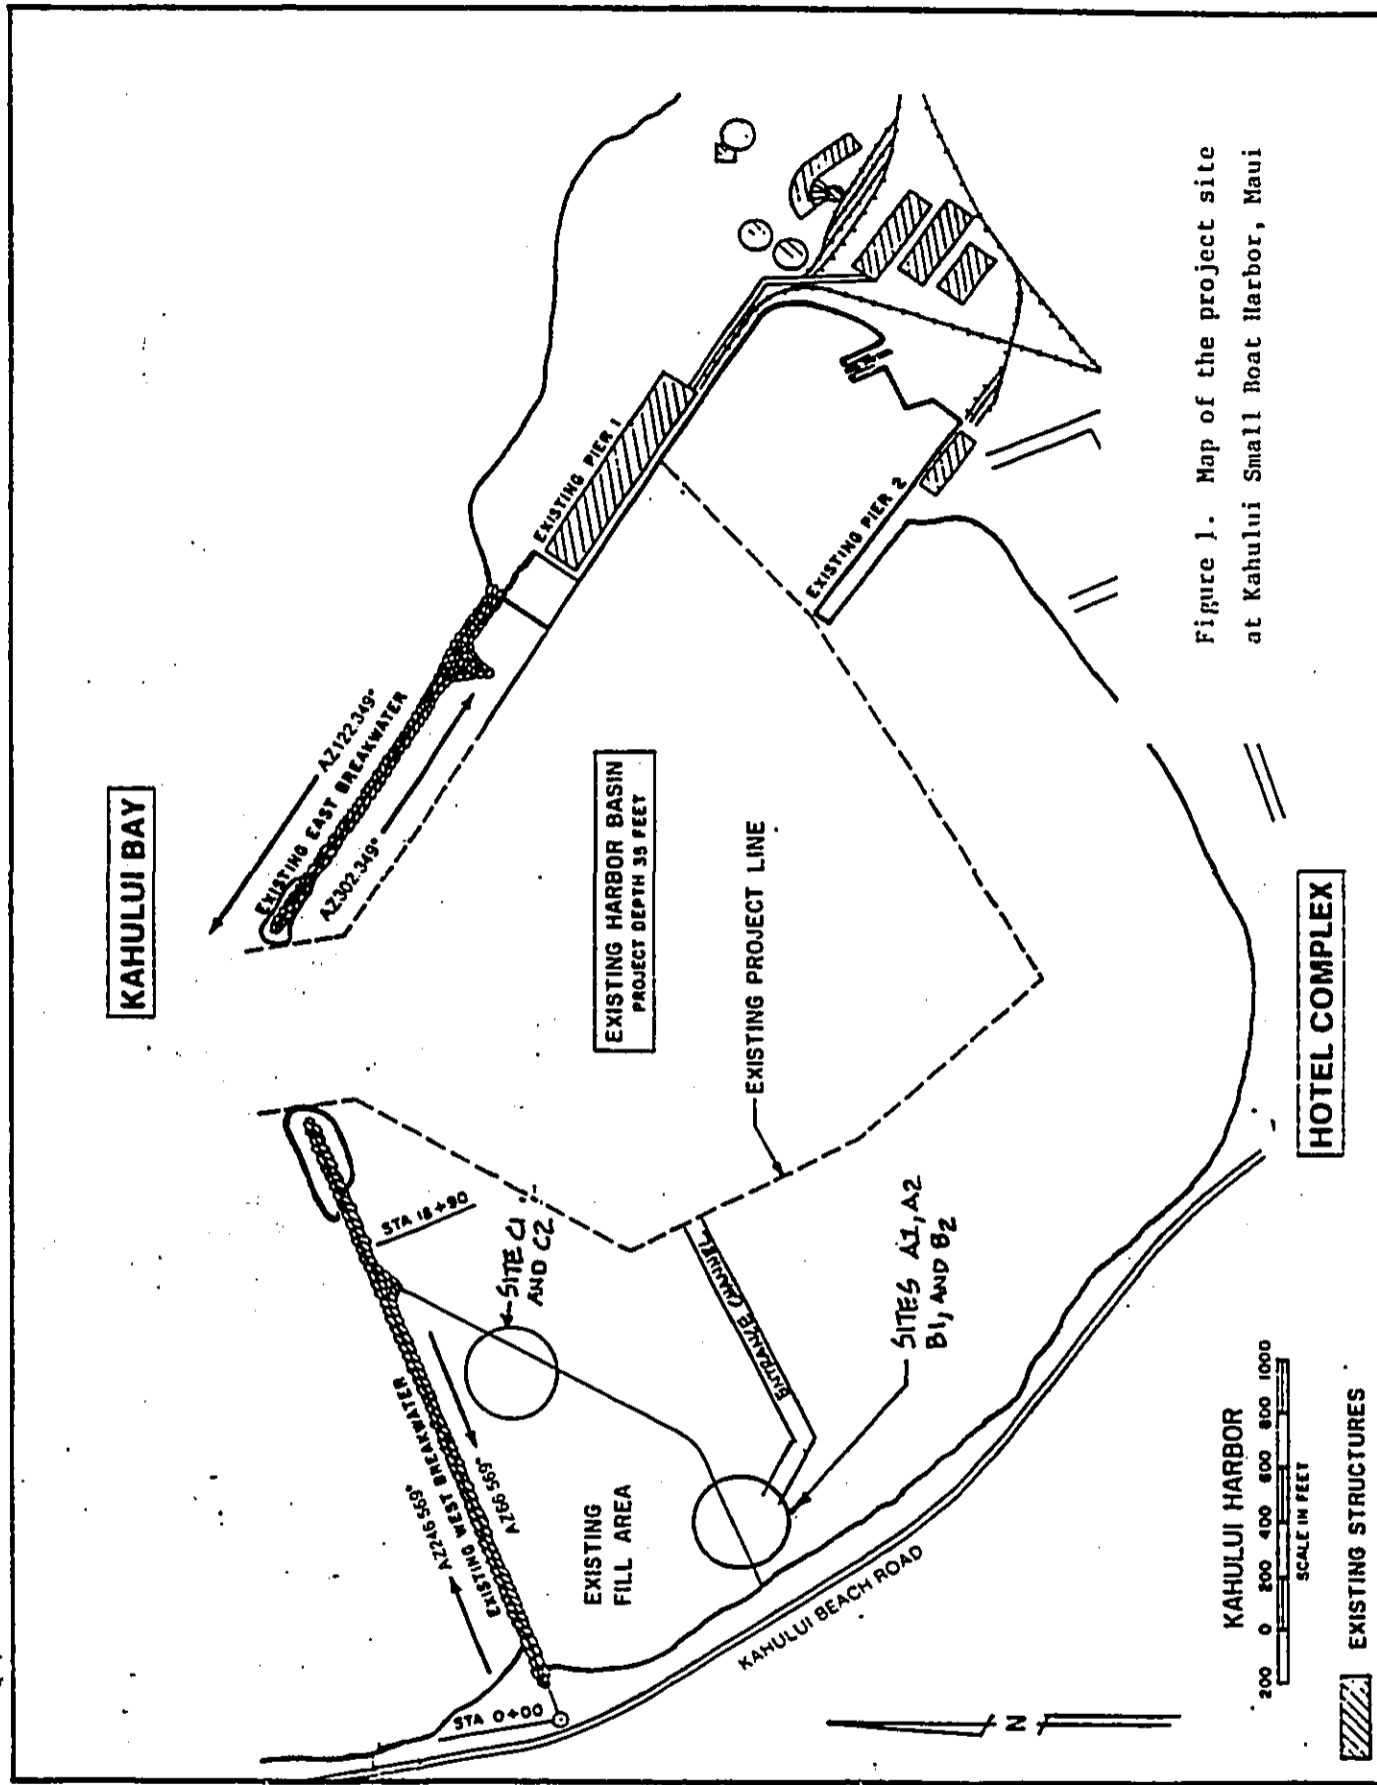 KAHULUI BAY
AZ122.349°
EXISTING EAST BREAKWATER
AZ302.349°
EXISTING PIER 1
EXISTING PIER 2
EXISTING HARBOR BASIN
PROJECT DEPTH 35 FEET
EXISTING PROJECT LINE
STA 18+90
SITE C1
AND C2
AZ246.569°
EXISTING WEST BREAKWATER
AZ66.569°
STA 0+00
EXISTING
FILL AREA
ENTRANCE CHANNEL
SITES A1, A2
B1, AND B2
KAHULUI BEACH ROAD
HOTEL COMPLEX
N
KAHULUI HARBOR
200 0 200 400 600 800 1000
SCALE IN FEET
EXISTING STRUCTURES
Figure 1. Map of the project site
at Kahului Small Boat Harbor, Maui